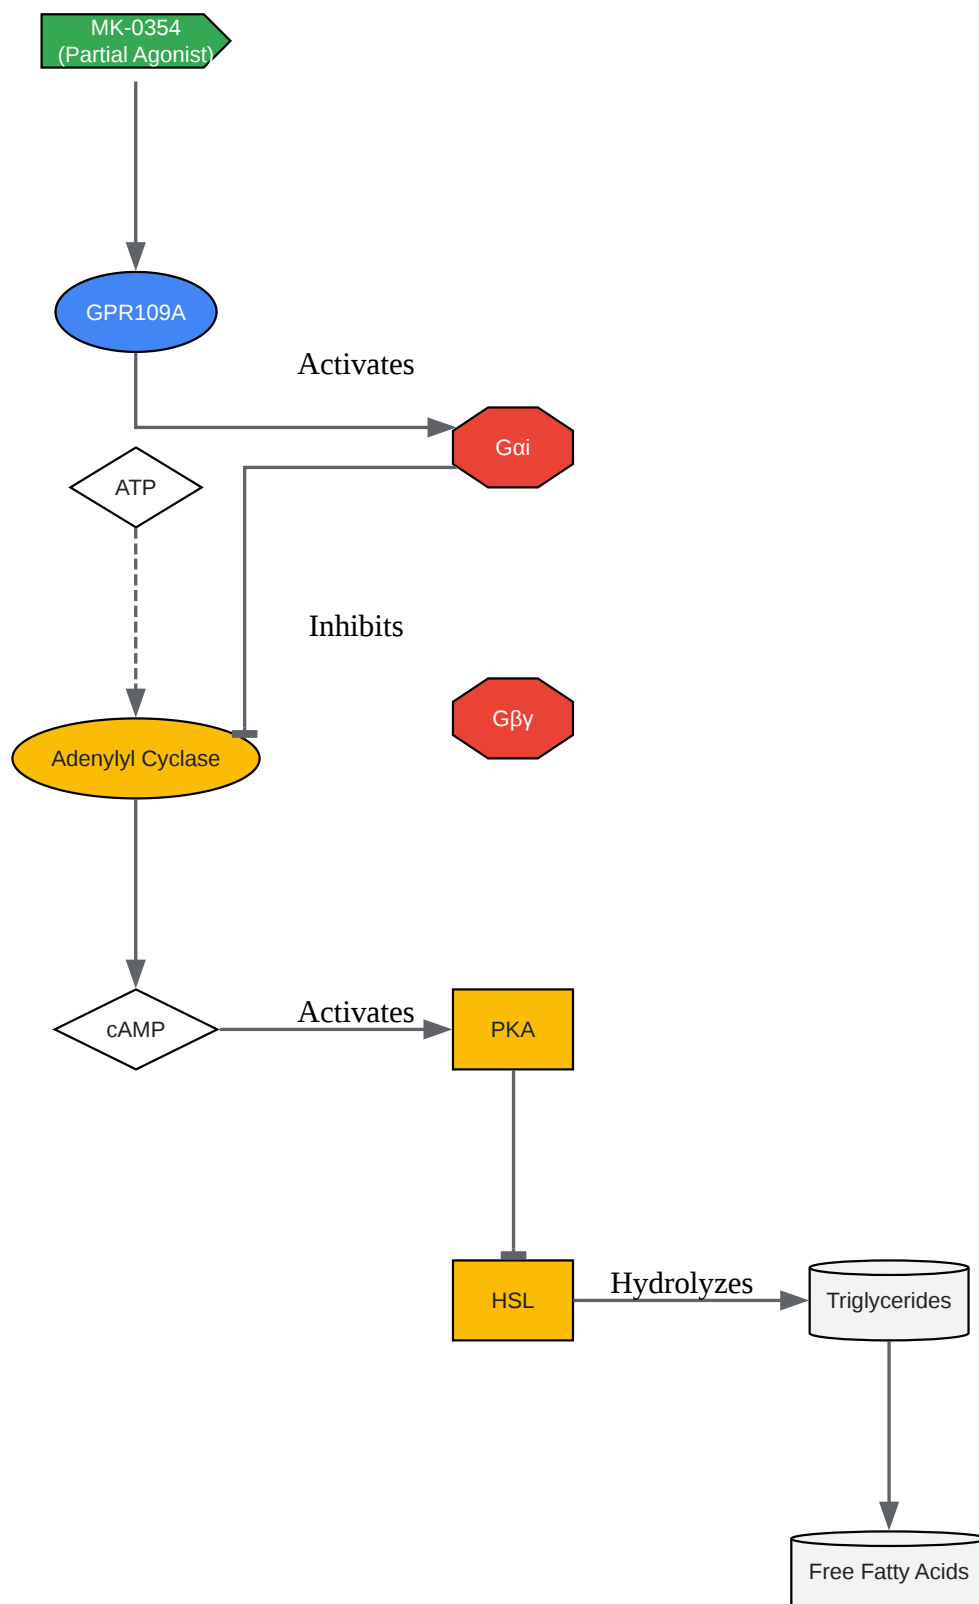 MK-0354
(Partial Agonist)
GPR109A
Activates
Gαi
ATP
Inhibits
Gβγ
Adenylyl Cyclase
cAMP
Activates
PKA
HSL
Hydrolyzes
Triglycerides
Free Fatty Acids